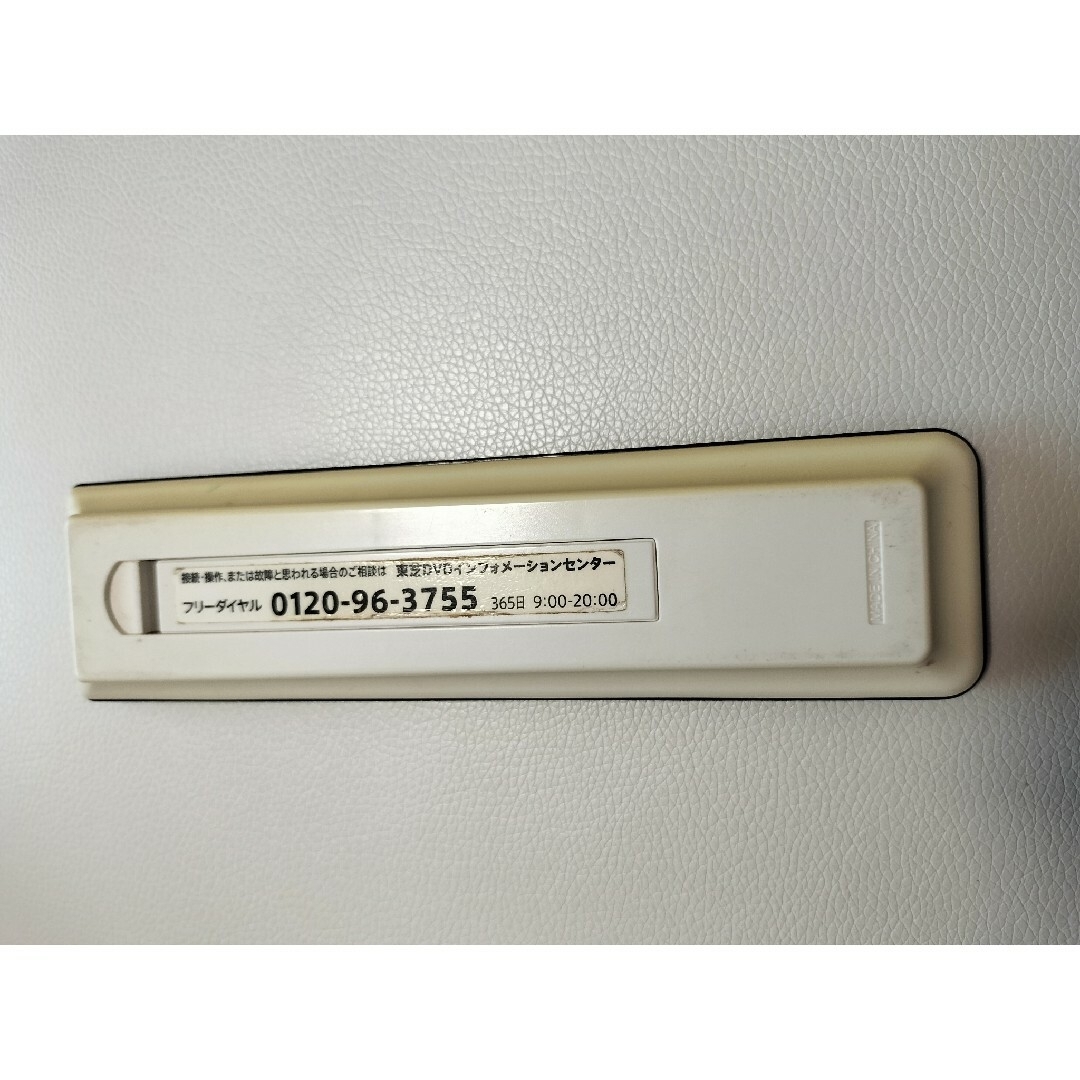 接続・操作、または故障と思われる場合のご相談は 東芝DVDインフォメーションセンター
フリーダイヤル 0120-96-3755 365日 9:00-20:00
MADE IN CHINA